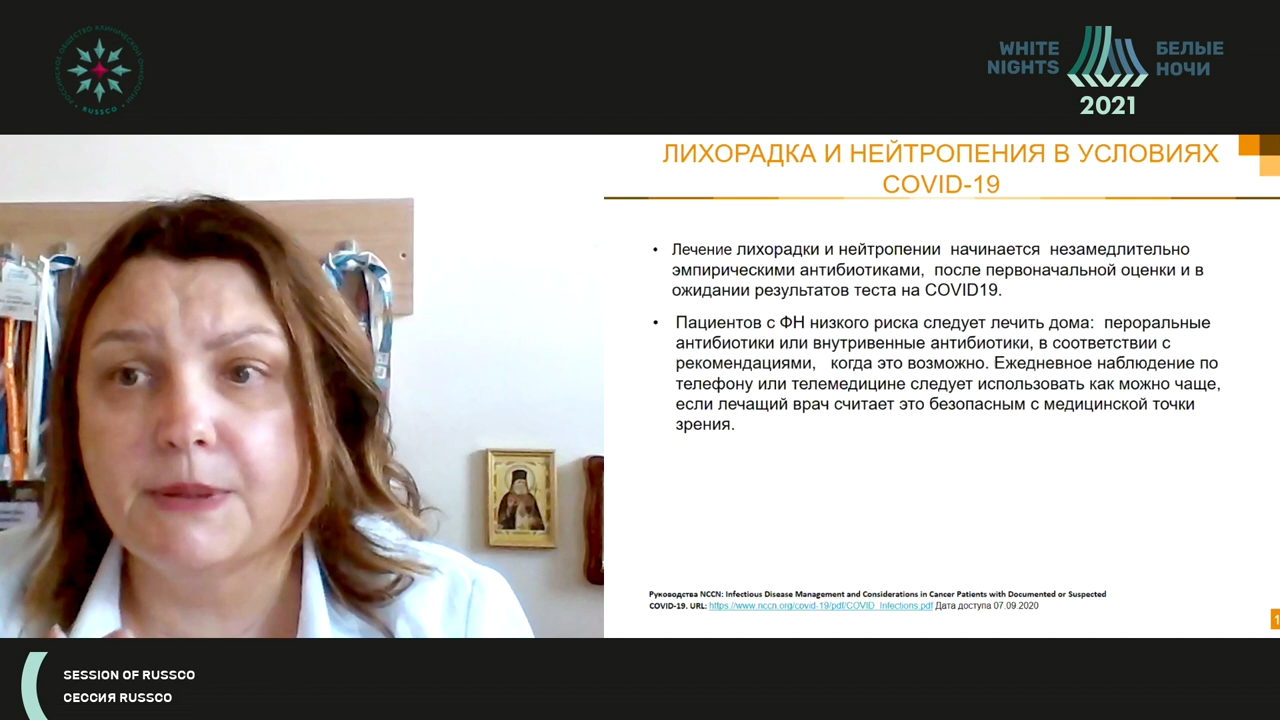 РОССИЙСКОЕ ОБЩЕСТВО КЛИНИЧЕСКОЙ ОНКОЛОГИИ
RUSSCO
WHITE
NIGHTS
БЕЛЫЕ
НОЧИ
2021
ЛИХОРАДКА И НЕЙТРОПЕНИЯ В УСЛОВИЯХ
COVID-19
• Лечение лихорадки и нейтропении начинается незамедлительно
эмпирическими антибиотиками, после первоначальной оценки и в
ожидании результатов теста на COVID19.
• Пациентов с ФН низкого риска следует лечить дома: пероральные
антибиотики или внутривенные антибиотики, в соответствии с
рекомендациями, когда это возможно. Ежедневное наблюдение по
телефону или телемедицине следует использовать как можно чаще,
если лечащий врач считает это безопасным с медицинской точки
зрения.
Руководства NCCN: Infectious Disease Management and Considerations in Cancer Patients with Documented or Suspected
COVID-19. URL: https://www.nccn.org/covid-19/pdf/COVID_Infections.pdf Дата доступа 07.09.2020
SESSION OF RUSSCO
СЕССИЯ RUSSCO